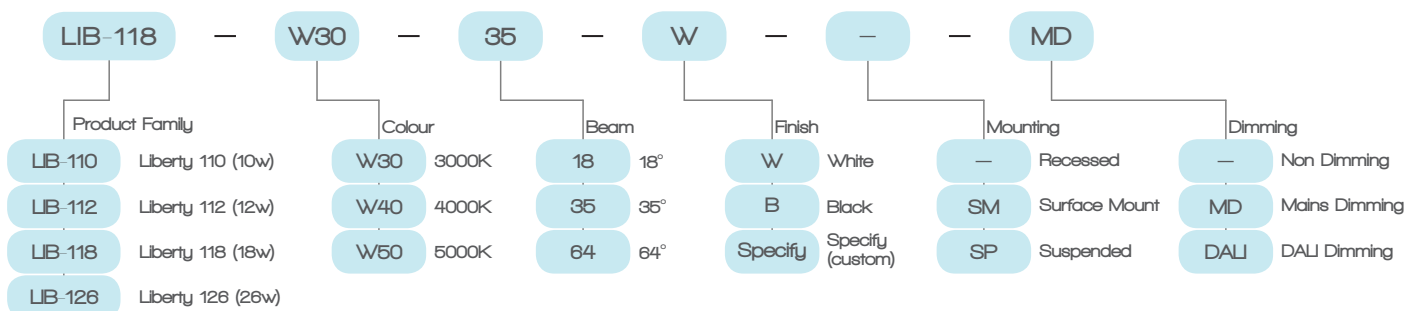 LIB-118 — W30 — 35 — W — - — MD
Product Family Colour Beam Finish Mounting Dimming
LIB-110 Liberty 110 (10w) W30 3000K 18 18° W White — Recessed — Non Dimming
LIB-112 Liberty 112 (12w) W40 4000K 35 35° B Black SM Surface Mount MD Mains Dimming
LIB-118 Liberty 118 (18w) W50 5000K 64 64° Specify Specify (custom) SP Suspended DALI DALI Dimming
LIB-126 Liberty 126 (26w)